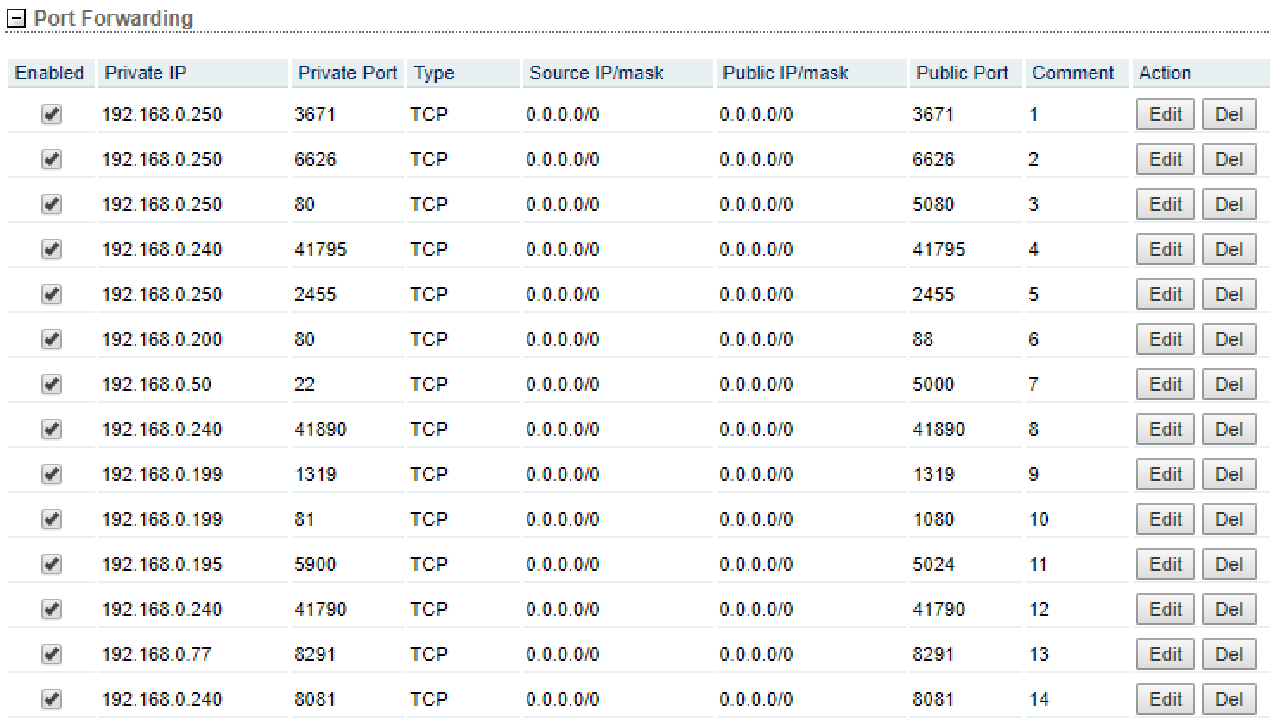 Port Forwarding
Enabled Private IP Private Port Type Source IP/mask Public IP/mask Public Port Comment Action
192.168.0.250 3671 TCP 0.0.0.0/0 0.0.0.0/0 3671 1 Edit Del
192.168.0.250 6626 TCP 0.0.0.0/0 0.0.0.0/0 6626 2 Edit Del
192.168.0.250 80 TCP 0.0.0.0/0 0.0.0.0/0 5080 3 Edit Del
192.168.0.240 41795 TCP 0.0.0.0/0 0.0.0.0/0 41795 4 Edit Del
192.168.0.250 2455 TCP 0.0.0.0/0 0.0.0.0/0 2455 5 Edit Del
192.168.0.200 80 TCP 0.0.0.0/0 0.0.0.0/0 88 6 Edit Del
192.168.0.50 22 TCP 0.0.0.0/0 0.0.0.0/0 5000 7 Edit Del
192.168.0.240 41890 TCP 0.0.0.0/0 0.0.0.0/0 41890 8 Edit Del
192.168.0.199 1319 TCP 0.0.0.0/0 0.0.0.0/0 1319 9 Edit Del
192.168.0.199 81 TCP 0.0.0.0/0 0.0.0.0/0 1080 10 Edit Del
192.168.0.195 5900 TCP 0.0.0.0/0 0.0.0.0/0 5024 11 Edit Del
192.168.0.240 41790 TCP 0.0.0.0/0 0.0.0.0/0 41790 12 Edit Del
192.168.0.77 8291 TCP 0.0.0.0/0 0.0.0.0/0 8291 13 Edit Del
192.168.0.240 8081 TCP 0.0.0.0/0 0.0.0.0/0 8081 14 Edit Del